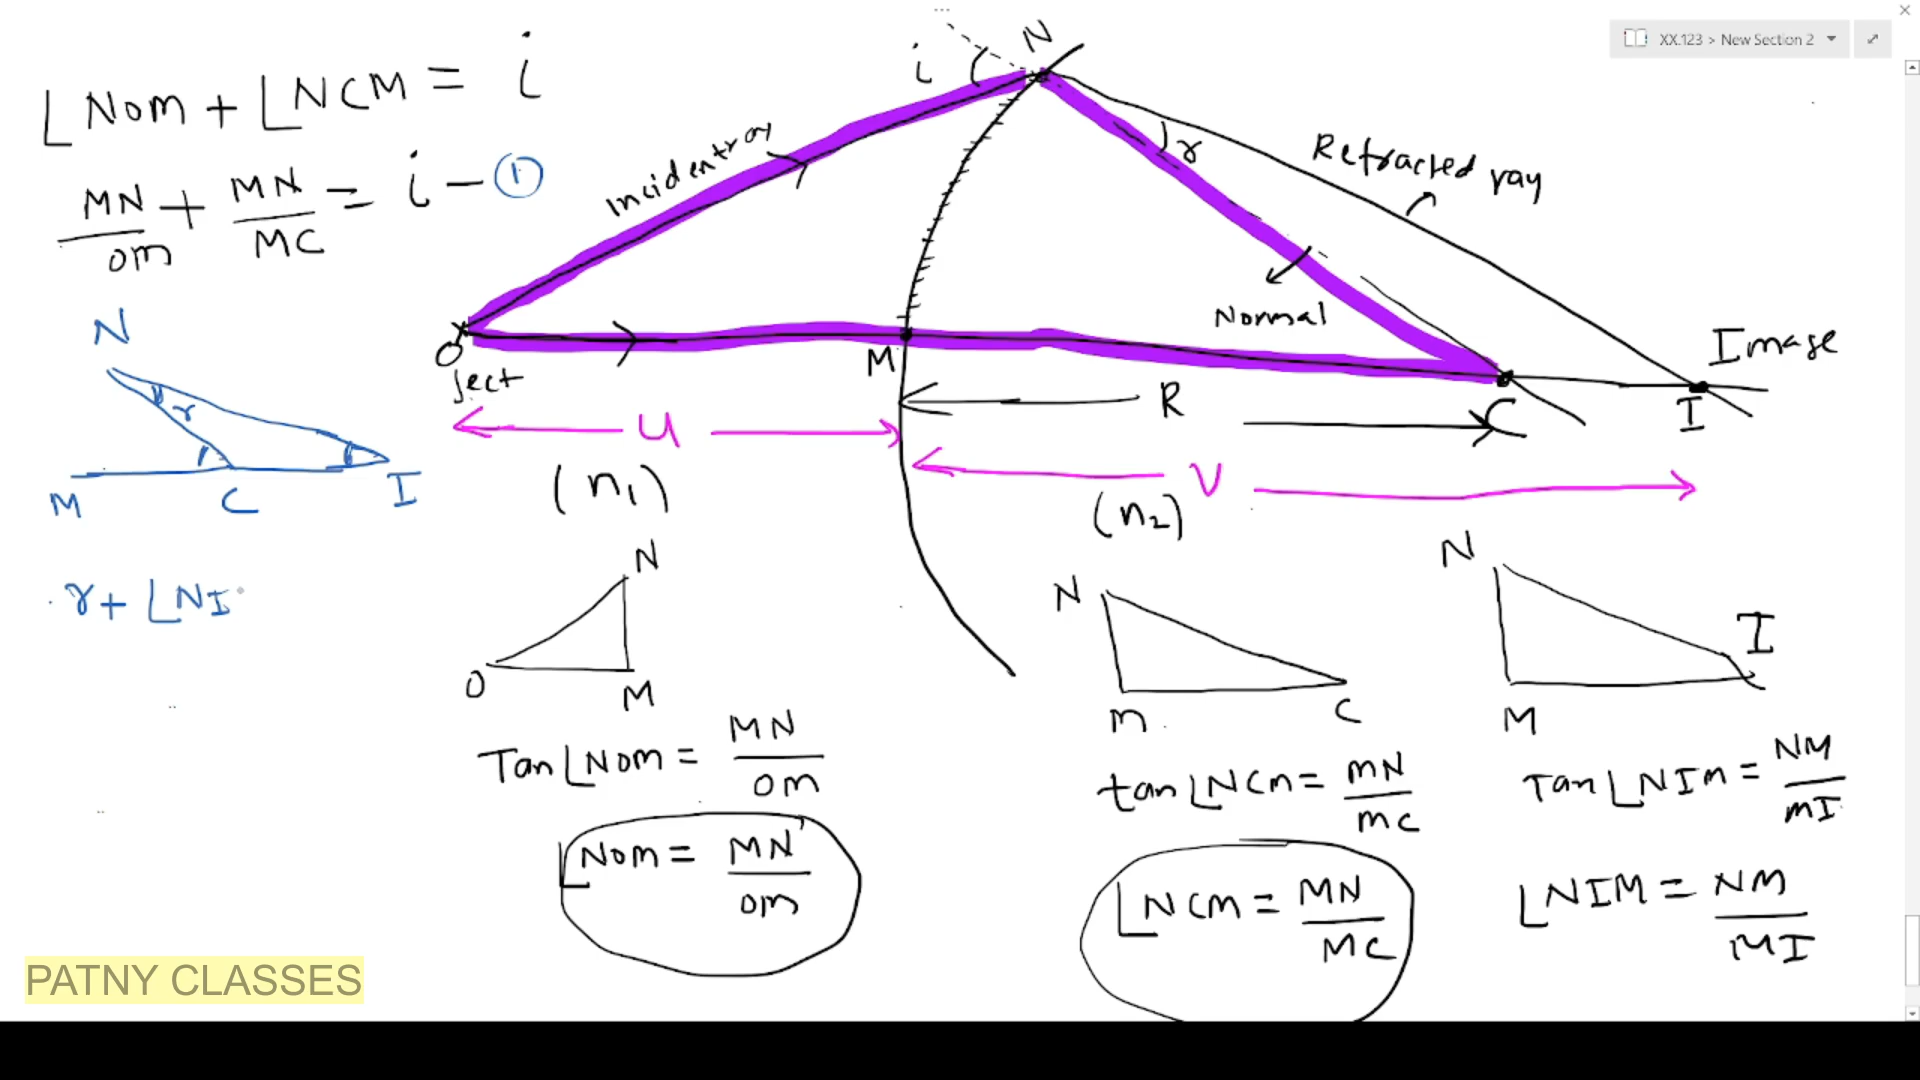 XX.123 > New Section 2
∠NOM + ∠NCM = i
MN/OM + MN/MC = i - ①
N
i
Incident ray
r
Refracted ray
Normal
O
ject
M
C
I
Image
R
u
v
(n1)
(n2)
N
r
M C I
r + ∠NI
N
O M
Tan ∠NOM = MN/OM
∠NOM = MN/OM
N
M C
tan ∠NCM = MN/MC
∠NCM = MN/MC
N
I
M
Tan ∠NIM = NM/MI
∠NIM = NM/MI
PATNY CLASSES